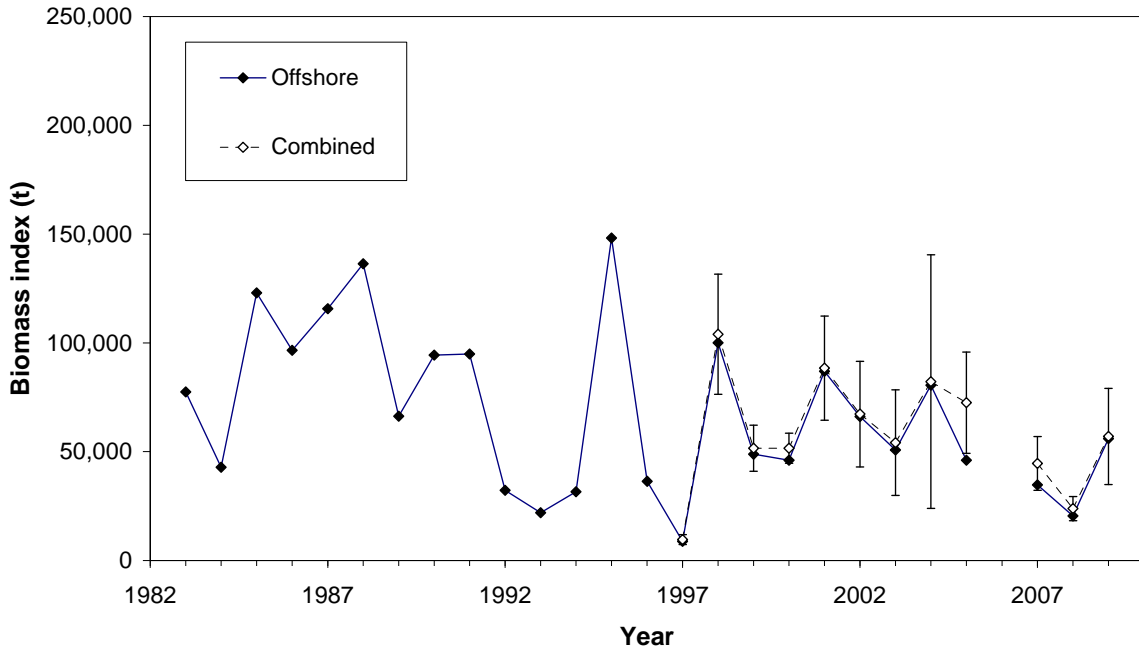 250,000
200,000
150,000
100,000
50,000
0
Biomass index (t)
Offshore
Combined
1982 1987 1992 1997 2002 2007
Year